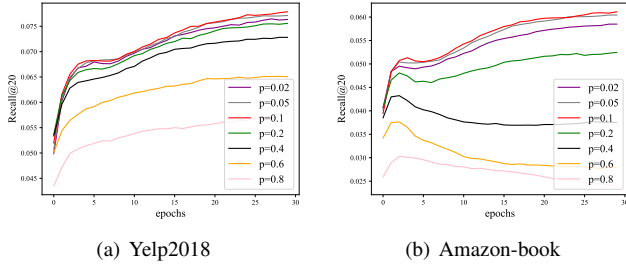 0.075
0.070
0.065
0.060
0.055
0.050
0.045
Recall@20
p=0.02
p=0.05
p=0.1
p=0.2
p=0.4
p=0.6
p=0.8
0 5 10 15 20 25 30
epochs
(a) Yelp2018
0.060
0.055
0.050
0.045
0.040
0.035
0.030
0.025
Recall@20
p=0.02
p=0.05
p=0.1
p=0.2
p=0.4
p=0.6
p=0.8
0 5 10 15 20 25 30
epochs
(b) Amazon-book